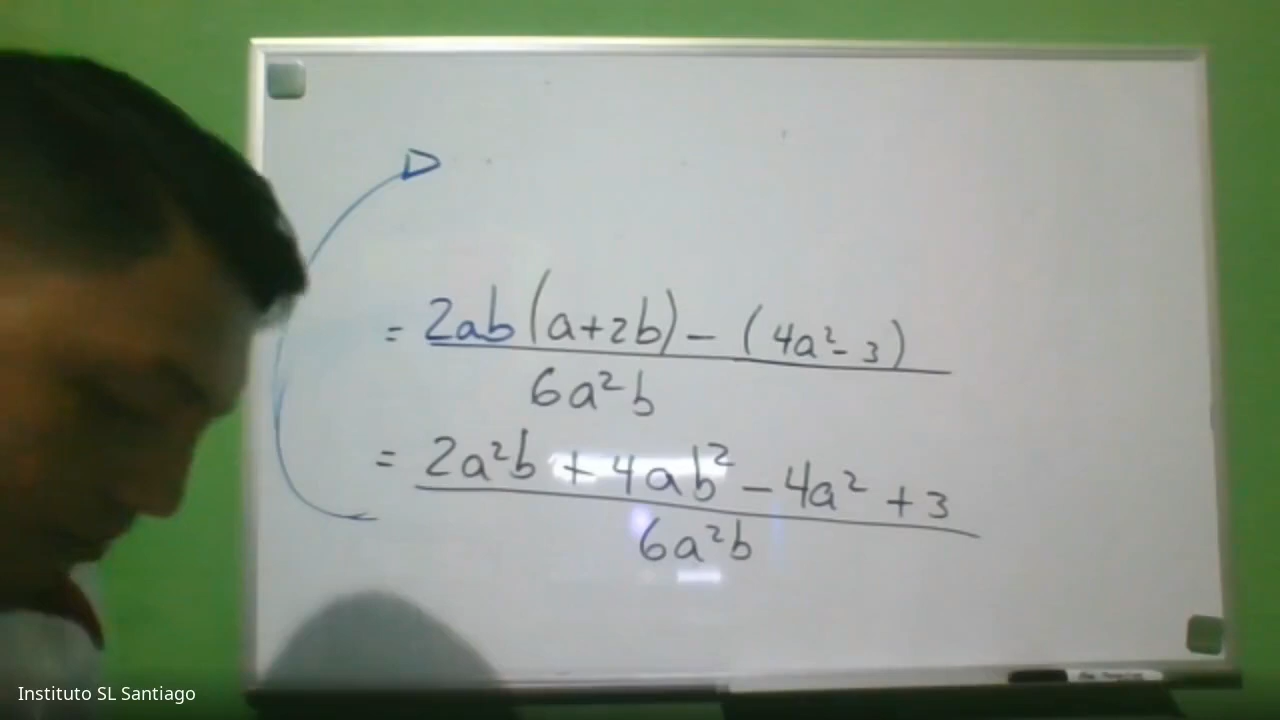 = 2ab(a+2b) - (4a² - 3)
6a²b
= 2a²b + 4ab² - 4a² + 3
6a²b
Instituto SL Santiago